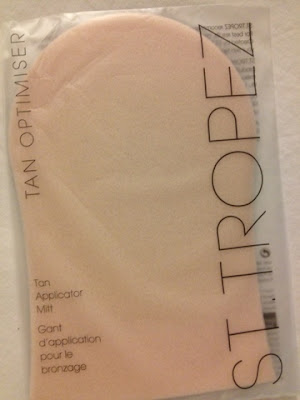 TAN OPTIMISER
ST.TROPEZ
Tan
Applicator
Mitt
Gant
d'application
pour le
bronzage